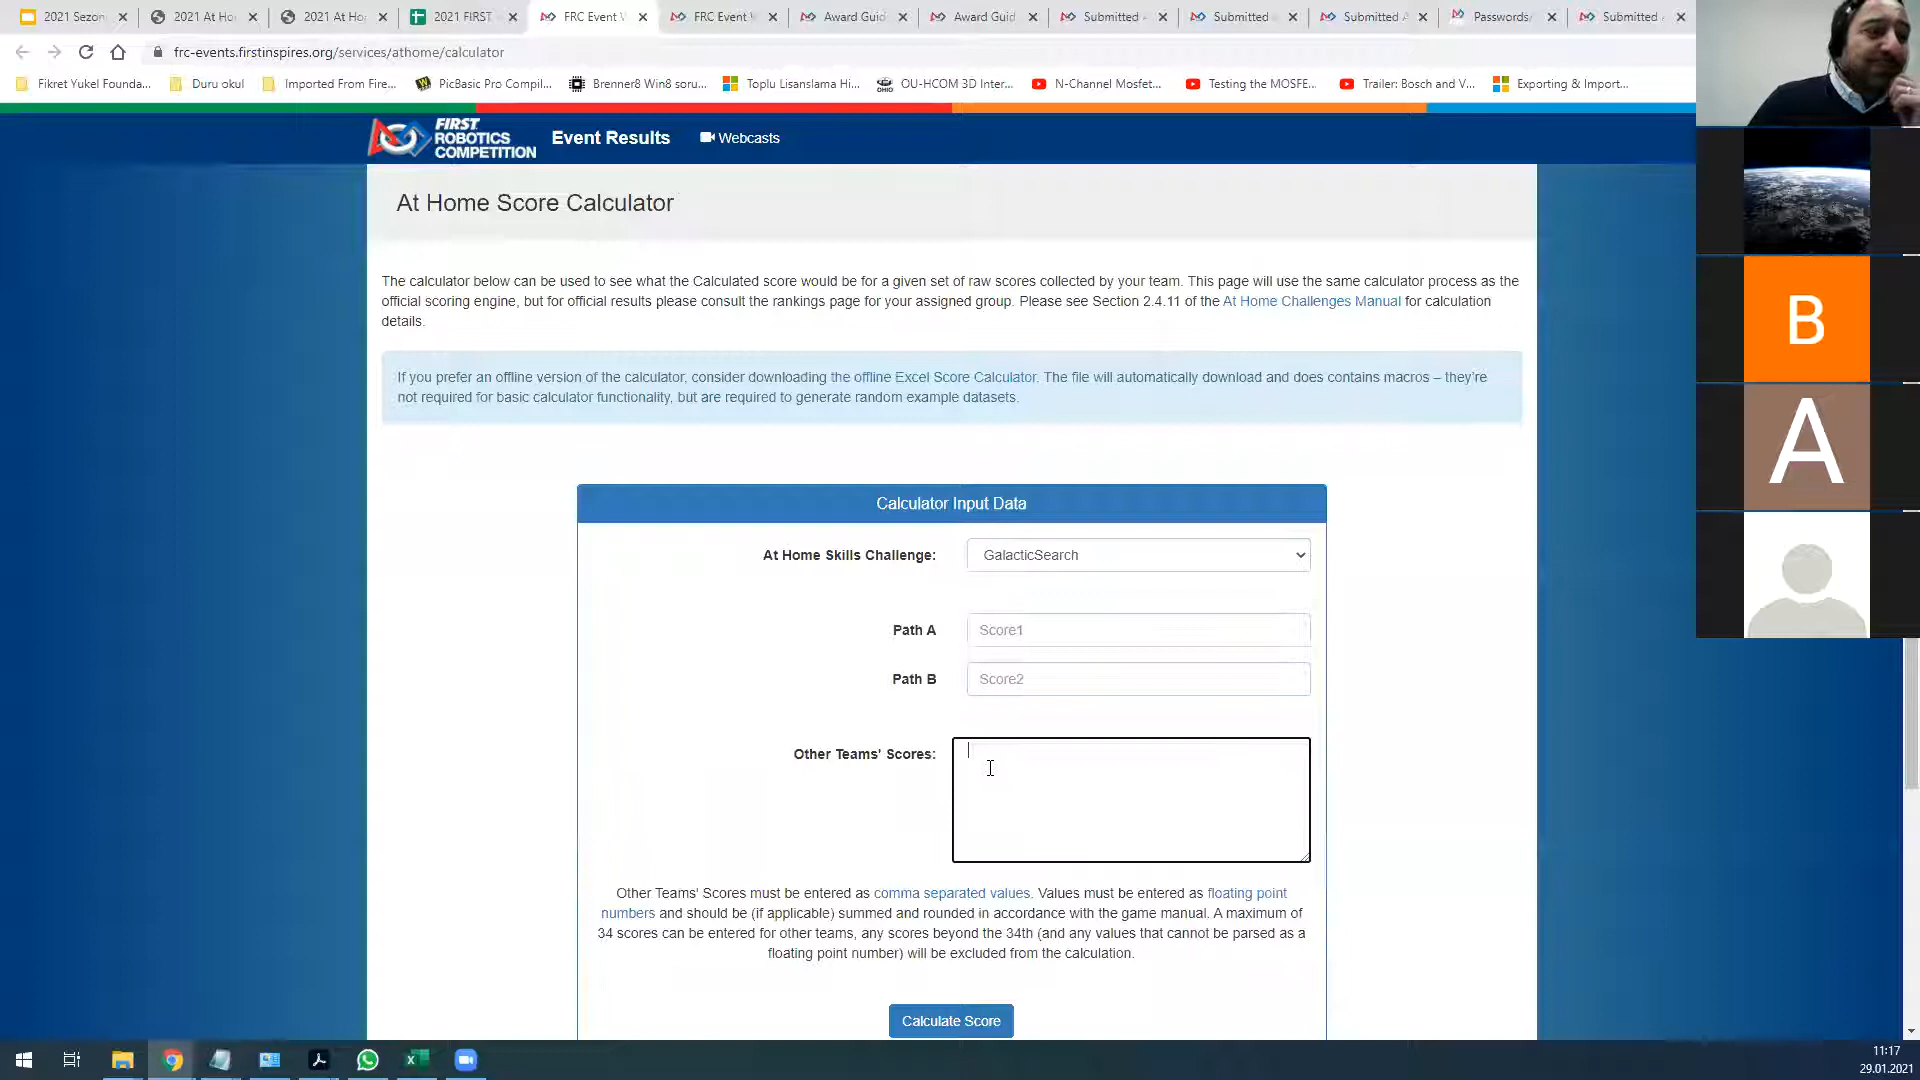 2021 Sezon
2021 At Ho
2021 At Ho
2021 FIRST
FRC Event
FRC Event
Award Guid
Award Guid
Submitted
Submitted
Submitted
Passwords
Submitted
frc-events.firstinspires.org/services/athome/calculator
Fikret Yukel Founda...
Duru okul
Imported From Fire...
PicBasic Pro Compil...
Brenner8 Win8 soru...
Toplu Lisanslama Hi...
OU-HCOM 3D Inter...
N-Channel Mosfet...
Testing the MOSFE...
Trailer: Bosch and V...
Exporting & Import...
FIRST
ROBOTICS
COMPETITION
Event Results
Webcasts
At Home Score Calculator
The calculator below can be used to see what the Calculated score would be for a given set of raw scores collected by your team. This page will use the same calculator process as the
official scoring engine, but for official results please consult the rankings page for your assigned group. Please see Section 2.4.11 of the At Home Challenges Manual for calculation
details.
If you prefer an offline version of the calculator, consider downloading the offline Excel Score Calculator. The file will automatically download and does contains macros – they're
not required for basic calculator functionality, but are required to generate random example datasets.
Calculator Input Data
At Home Skills Challenge:
GalacticSearch
Path A
Score1
Path B
Score2
Other Teams' Scores:
Other Teams' Scores must be entered as comma separated values. Values must be entered as floating point
numbers and should be (if applicable) summed and rounded in accordance with the game manual. A maximum of
34 scores can be entered for other teams, any scores beyond the 34th (and any values that cannot be parsed as a
floating point number) will be excluded from the calculation.
Calculate Score
B
A
11:17
29.01.2021